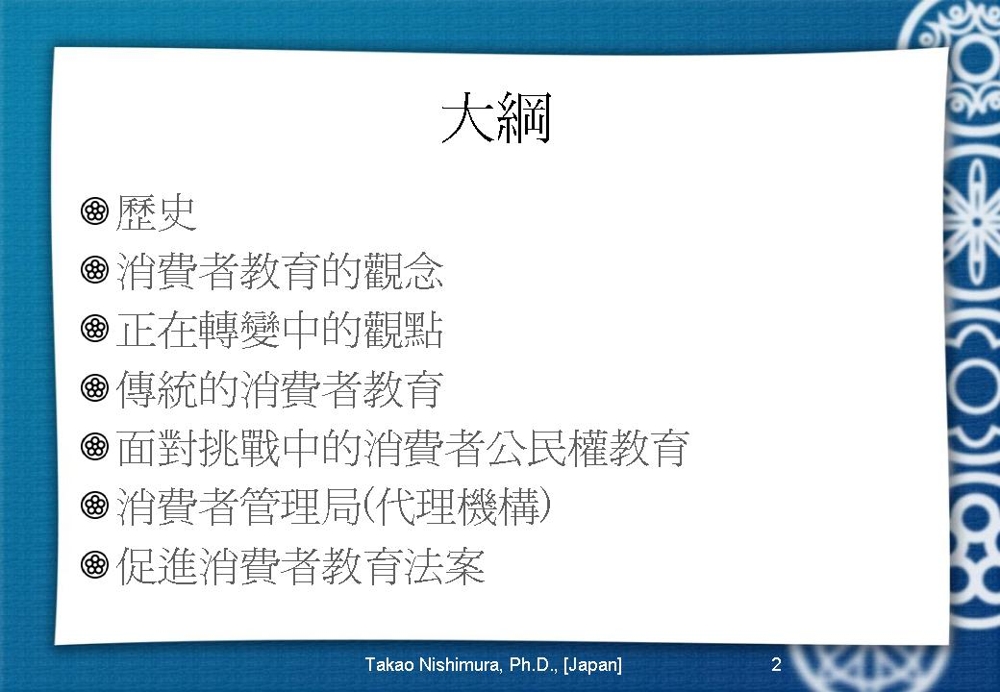 大綱
歷史
消費者教育的觀念
正在轉變中的觀點
傳統的消費者教育
面對挑戰中的消費者公民權教育
消費者管理局(代理機構)
促進消費者教育法案
Takao Nishimura, Ph.D., [Japan]
2